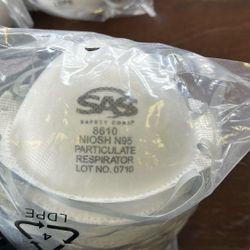 SAS
SAFETY CORP.
8610
NIOSH N95
PARTICULATE
RESPIRATOR
LOT NO. 0710
4
LDPE